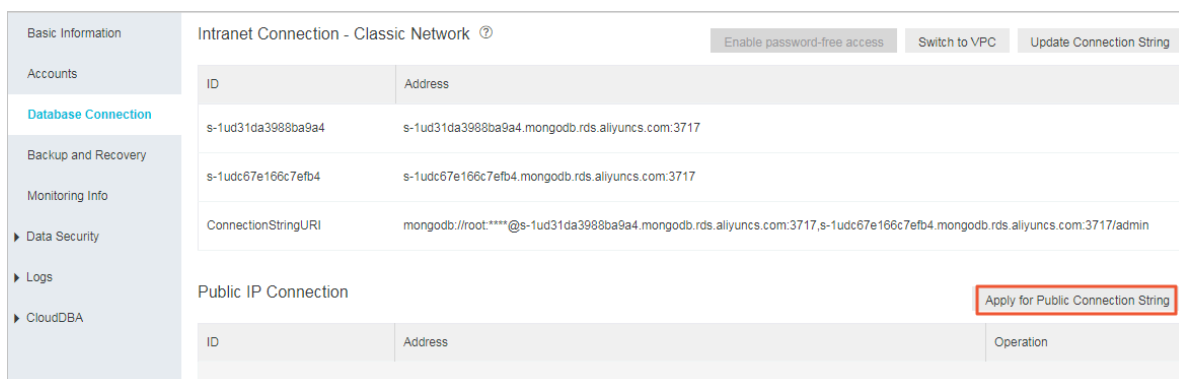 Basic Information
Accounts
Database Connection
Backup and Recovery
Monitoring Info
Data Security
Logs
CloudDBA
Intranet Connection - Classic Network ?
Enable password-free access Switch to VPC Update Connection String
ID Address
s-1ud31da3988ba9a4 s-1ud31da3988ba9a4.mongodb.rds.aliyuncs.com:3717
s-1udc67e166c7efb4 s-1udc67e166c7efb4.mongodb.rds.aliyuncs.com:3717
ConnectionStringURI mongodb://root:****@s-1ud31da3988ba9a4.mongodb.rds.aliyuncs.com:3717,s-1udc67e166c7efb4.mongodb.rds.aliyuncs.com:3717/admin
Public IP Connection
Apply for Public Connection String
ID Address Operation